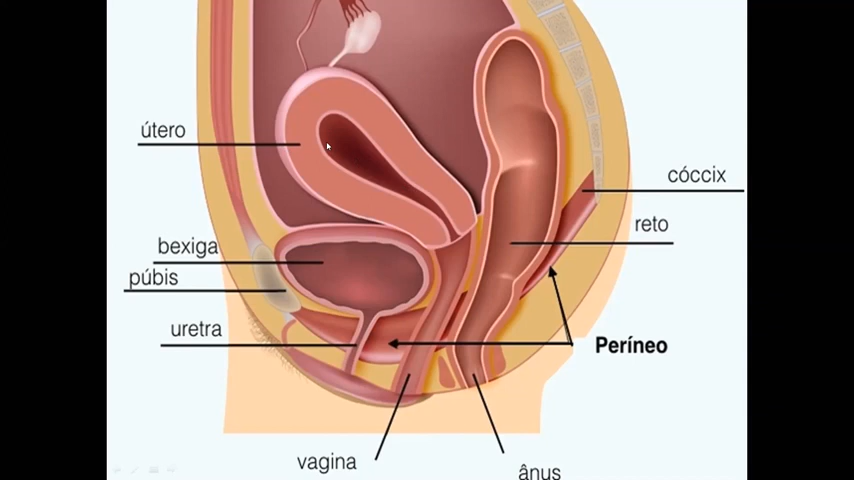 útero
cóccix
reto
bexiga
púbis
uretra
Períneo
vagina
ânus